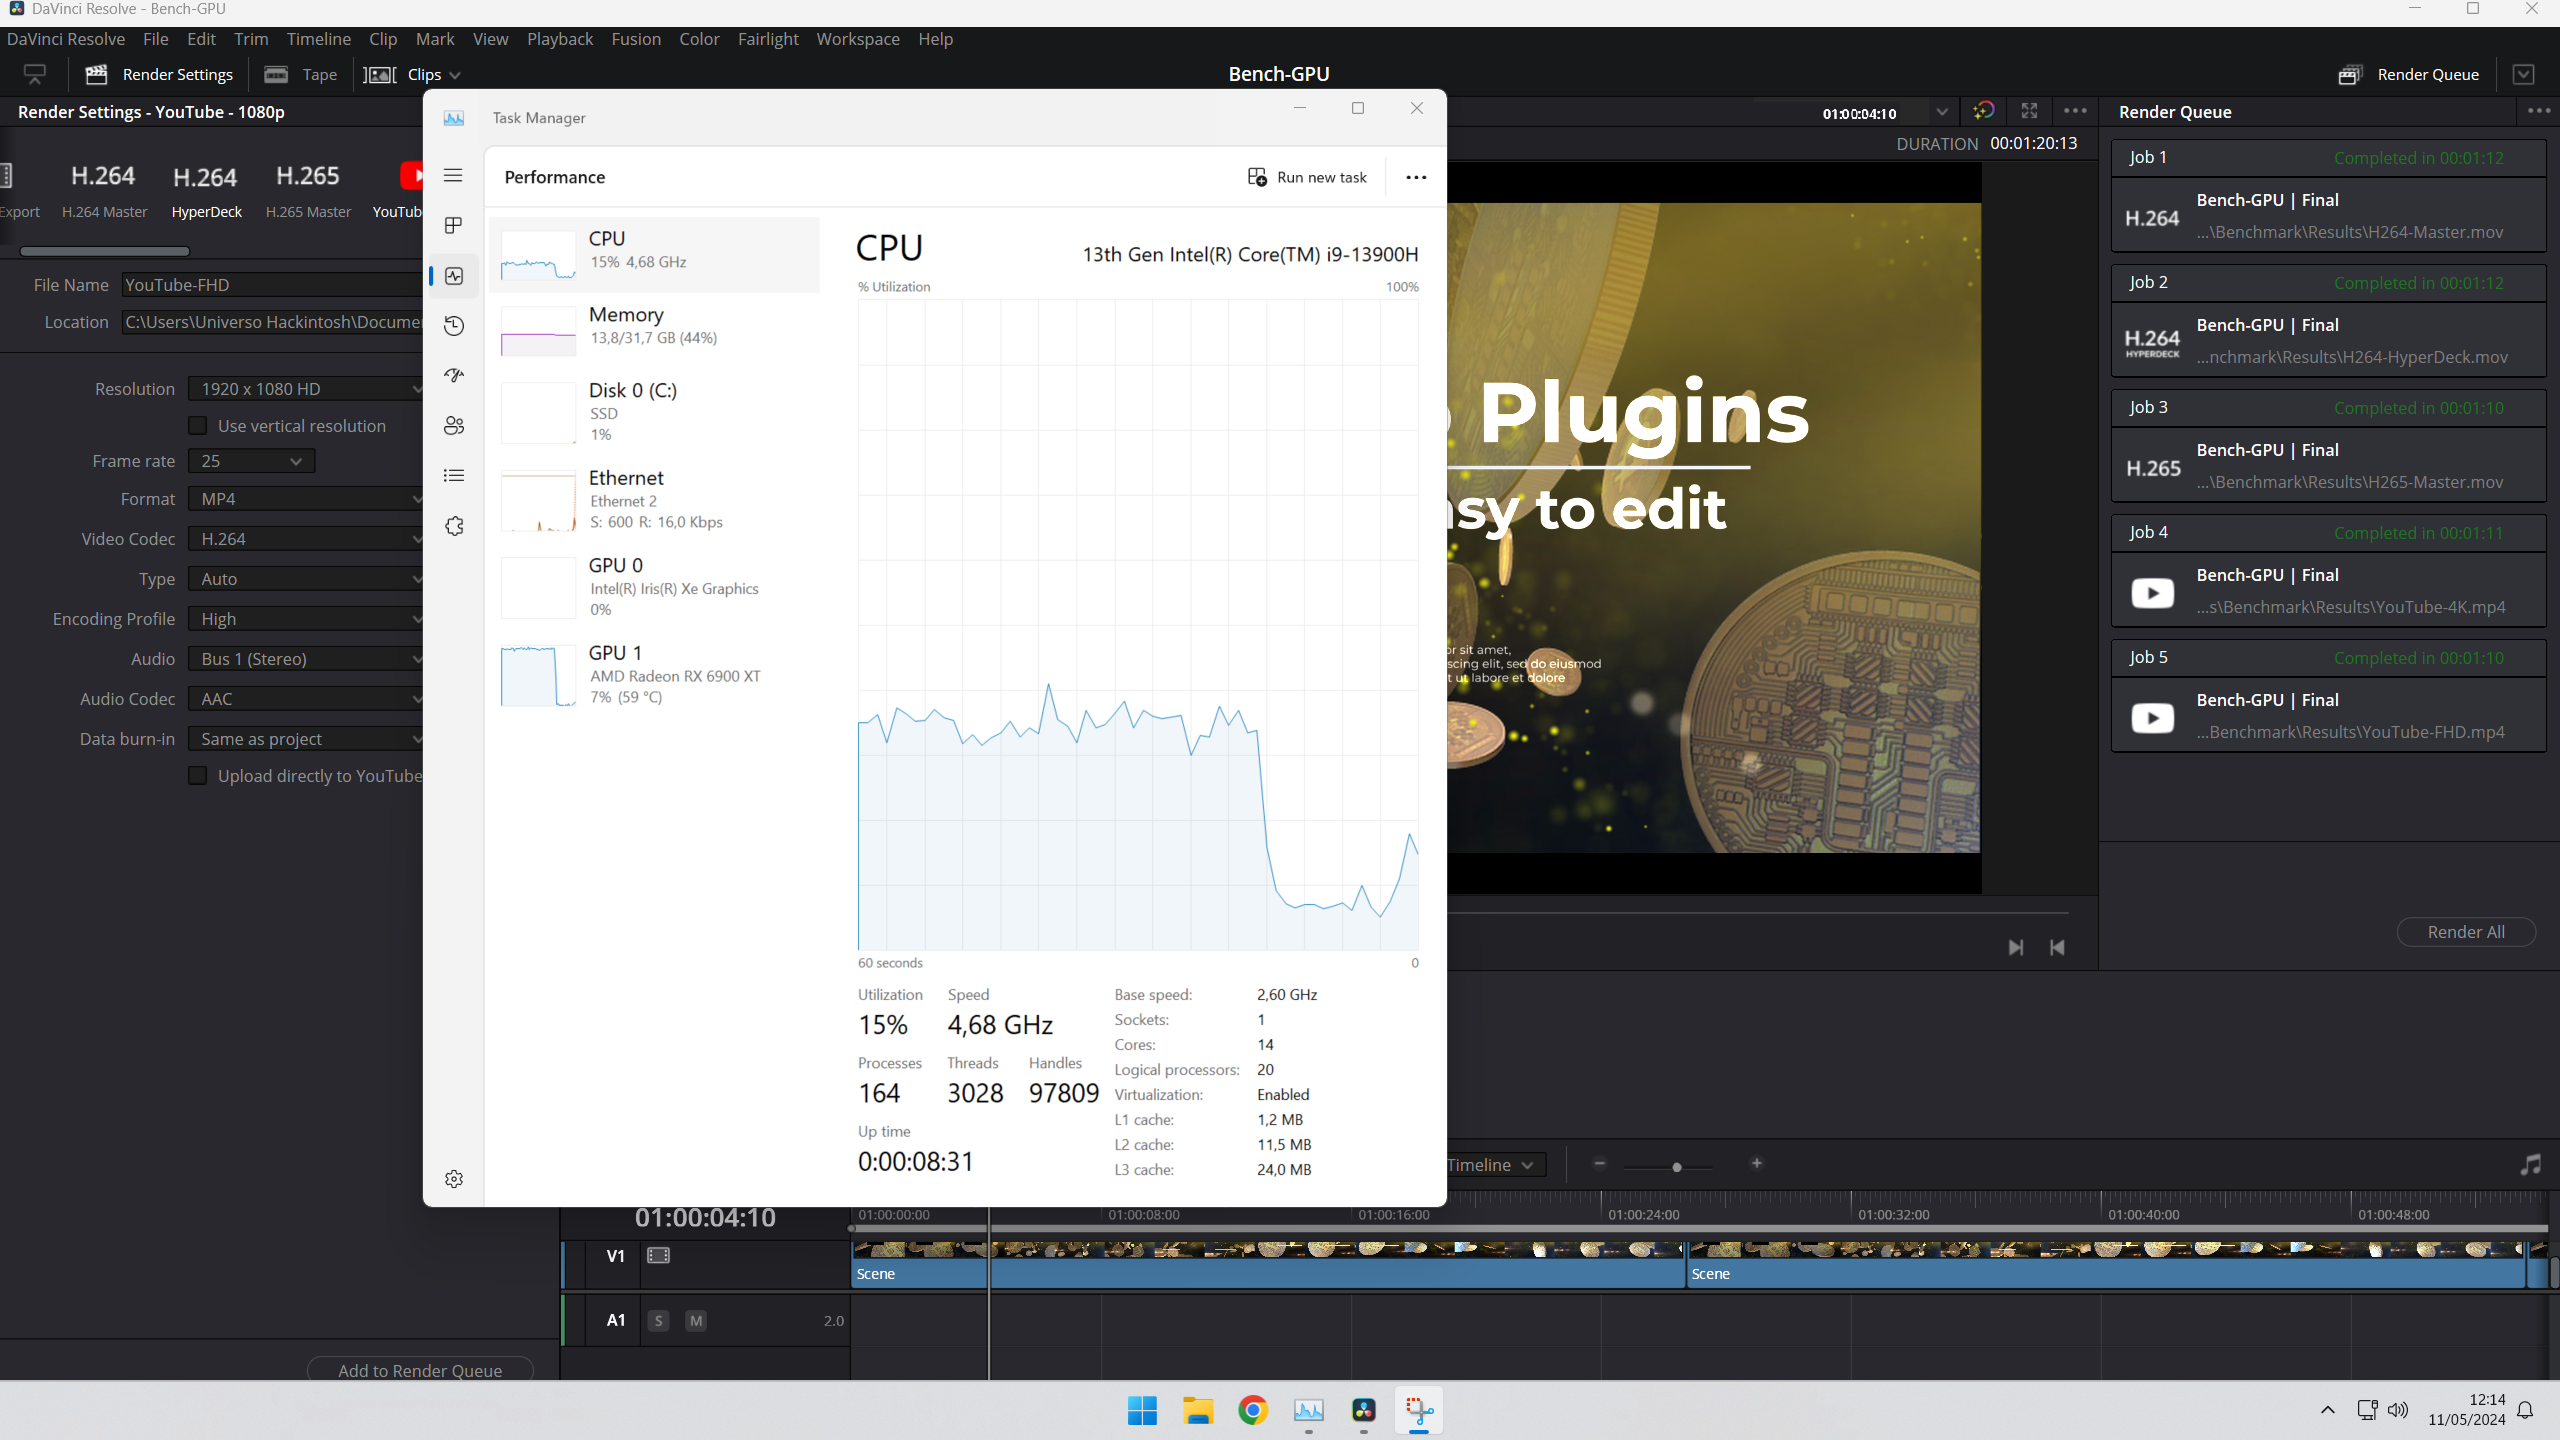 DaVinci Resolve - Bench-GPU
DaVinci Resolve File Edit Trim Timeline Clip Mark View Playback Fusion Color Fairlight Workspace Help
Render Settings Tape Clips
Bench-GPU
Render Queue
Render Settings - YouTube - 1080p
H.264 H.264 H.265
Export H.264 Master HyperDeck H.265 Master YouTub
File Name YouTube-FHD
Location C:\Users\Universo Hackintosh\Documen
Resolution 1920 x 1080 HD
Use vertical resolution
Frame rate 25
Format MP4
Video Codec H.264
Type Auto
Encoding Profile High
Audio Bus 1 (Stereo)
Audio Codec AAC
Data burn-in Same as project
Upload directly to YouTube
Add to Render Queue
Task Manager
Performance
Run new task
CPU
15% 4,68 GHz
Memory
13,8/31,7 GB (44%)
Disk 0 (C:)
SSD
1%
Ethernet
Ethernet 2
S: 600 R: 16,0 Kbps
GPU 0
Intel(R) Iris(R) Xe Graphics
0%
GPU 1
AMD Radeon RX 6900 XT
7% (59 °C)
CPU
13th Gen Intel(R) Core(TM) i9-13900H
% Utilization 100%
60 seconds 0
Utilization Speed
15% 4,68 GHz
Processes Threads Handles
164 3028 97809
Up time
0:00:08:31
Base speed: 2,60 GHz
Sockets: 1
Cores: 14
Logical processors: 20
Virtualization: Enabled
L1 cache: 1,2 MB
L2 cache: 11,5 MB
L3 cache: 24,0 MB
01:00:04:10
DURATION 00:01:20:13
Plugins
asy to edit
or sit amet,
scing elit, sed do eiusmod
t ut labore et dolore
Render Queue
Job 1 Completed in 00:01:12
H.264
Bench-GPU | Final
...\Benchmark\Results\H264-Master.mov
Job 2 Completed in 00:01:12
H.264
HYPERDECK
Bench-GPU | Final
...nchmark\Results\H264-HyperDeck.mov
Job 3 Completed in 00:01:10
H.265
Bench-GPU | Final
...\Benchmark\Results\H265-Master.mov
Job 4 Completed in 00:01:11
Bench-GPU | Final
...s\Benchmark\Results\YouTube-4K.mp4
Job 5 Completed in 00:01:10
Bench-GPU | Final
...Benchmark\Results\YouTube-FHD.mp4
Render All
Timeline
01:00:04:10
01:00:00:00 01:00:08:00 01:00:16:00 01:00:24:00 01:00:32:00 01:00:40:00 01:00:48:00
V1
Scene Scene
A1 S M 2.0
12:14
11/05/2024